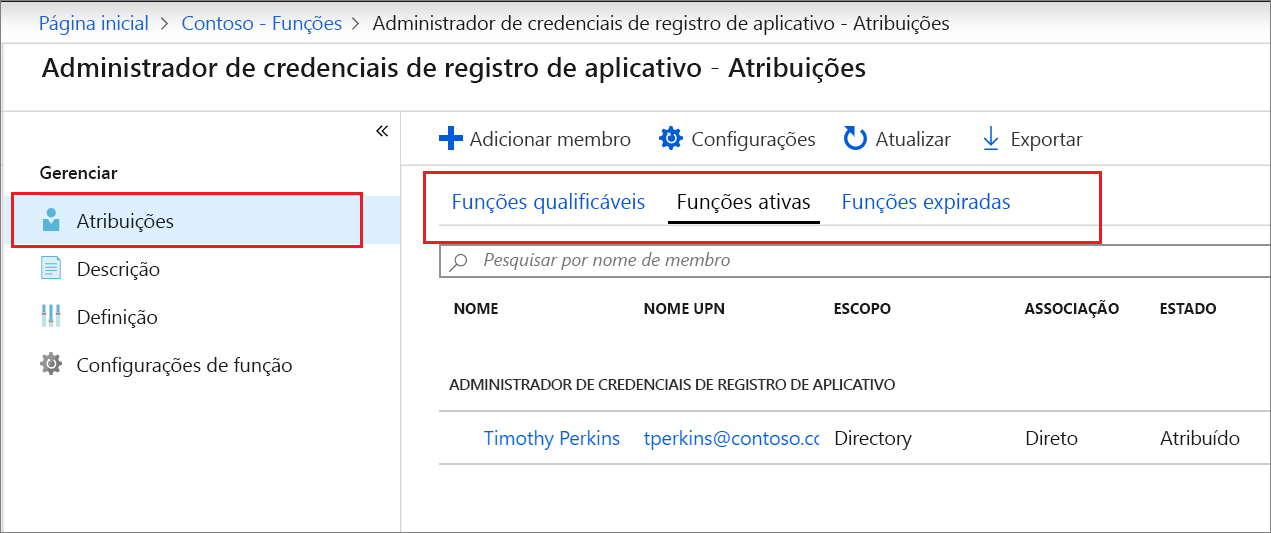 Página inicial > Contoso - Funções > Administrador de credenciais de registro de aplicativo - Atribuições
Administrador de credenciais de registro de aplicativo - Atribuições
«
Gerenciar
Atribuições
Descrição
Definição
Configurações de função
Adicionar membro Configurações Atualizar Exportar
Funções qualificáveis Funções ativas Funções expiradas
Pesquisar por nome de membro
NOME NOME UPN ESCOPO ASSOCIAÇÃO ESTADO
ADMINISTRADOR DE CREDENCIAIS DE REGISTRO DE APLICATIVO
Timothy Perkins tperkins@contoso.cc Directory Direto Atribuído